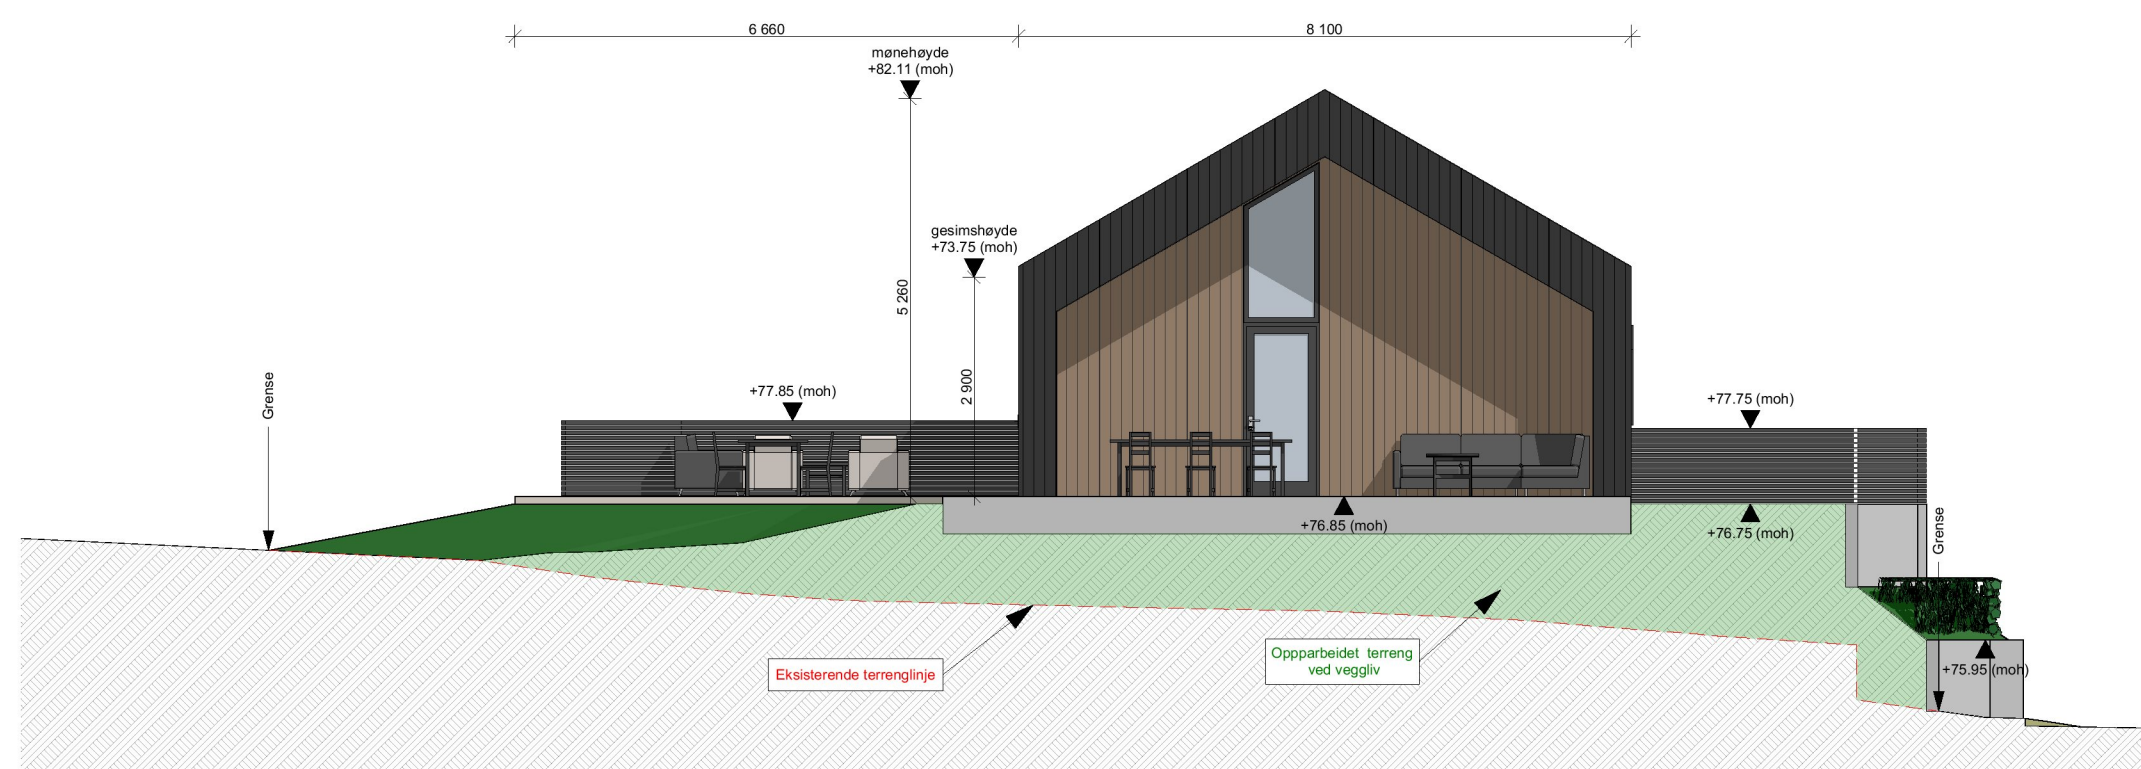 6 660
8 100
mønehøyde
+82.11 (moh)
gesimshøyde
+73.75 (moh)
5 260
2 900
Grense
+77.85 (moh)
+77.75 (moh)
+76.85 (moh)
+76.75 (moh)
Grense
Eksisterende terrenglinje
Oppparbeidet terreng
ved veggliv
+75.95 (moh)